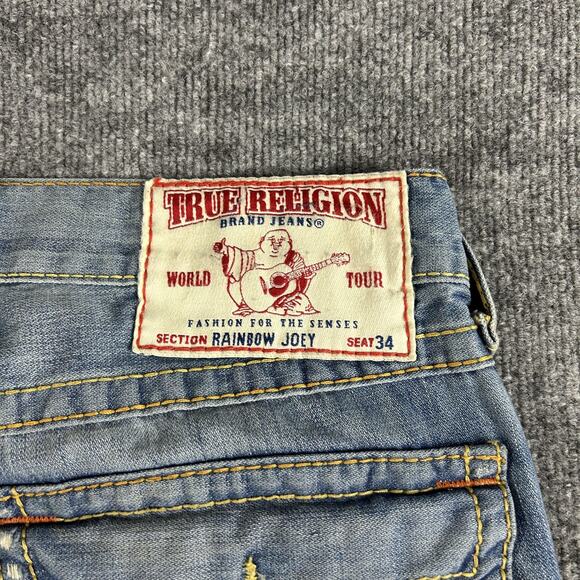 TRUE RELIGION
BRAND JEANS®
WORLD TOUR
FASHION FOR THE SENSES
SECTION RAINBOW JOEY SEAT 34